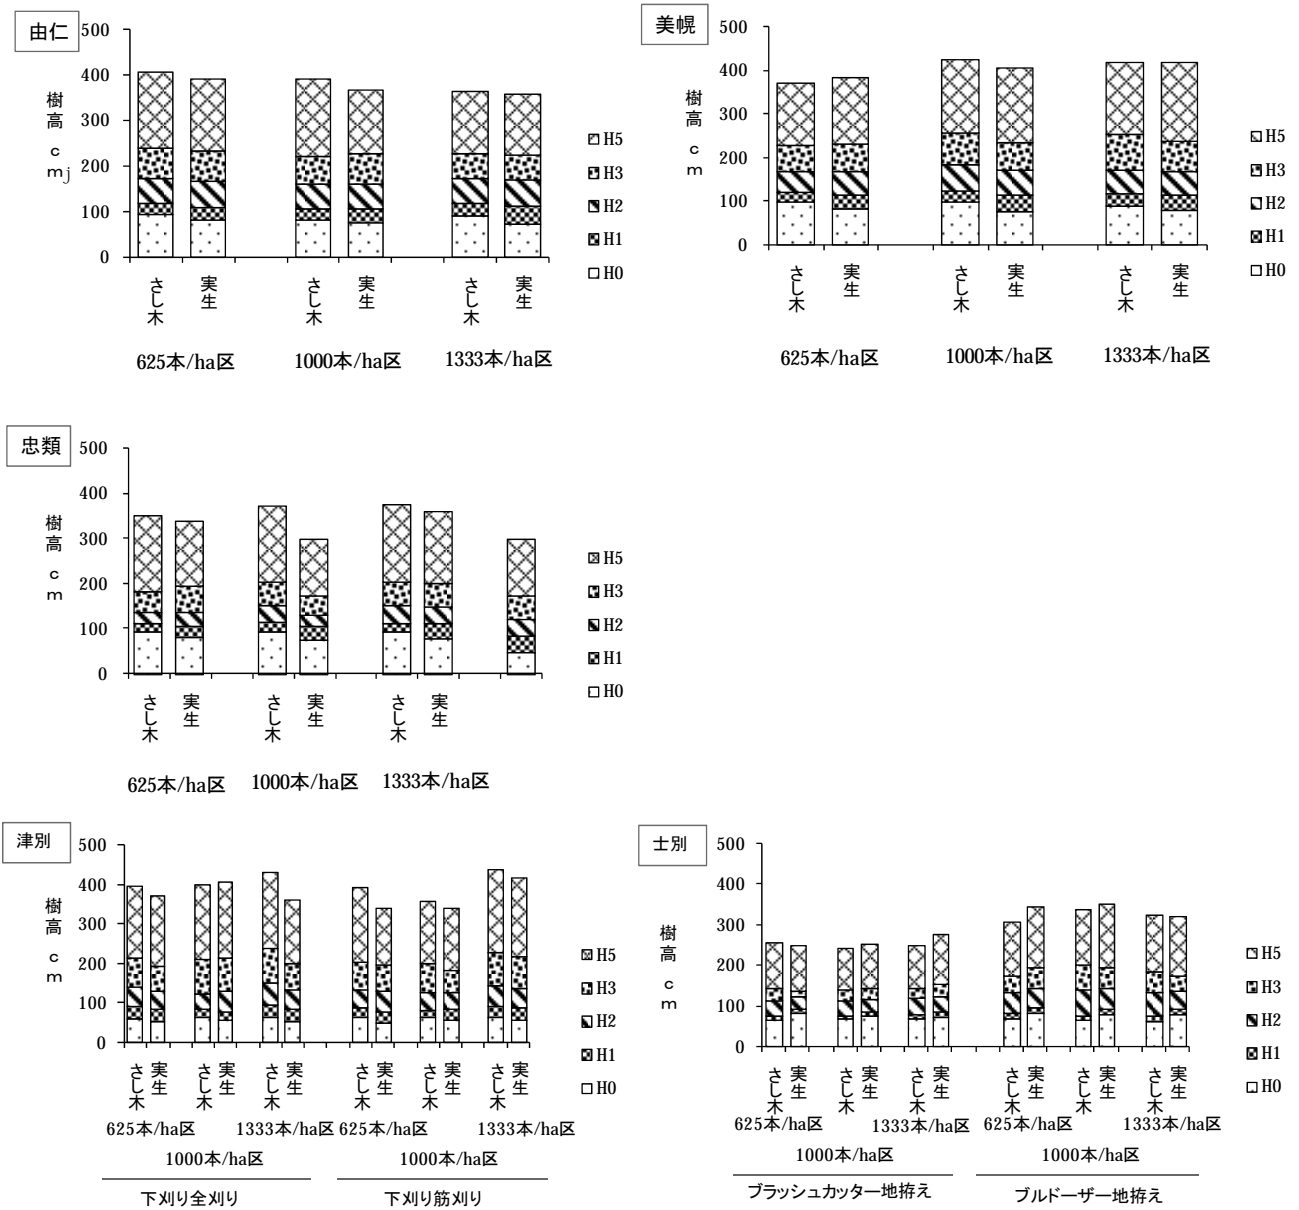 由仁
500
400
300
200
100
0
樹高 cm
さし木
実生
さし木
実生
さし木
実生
625本/ha区
1000本/ha区
1333本/ha区
H5
H3
H2
H1
H0
美幌
500
400
300
200
100
0
樹高 cm
さし木
実生
さし木
実生
さし木
実生
625本/ha区
1000本/ha区
1333本/ha区
H5
H3
H2
H1
H0
忠類
500
400
300
200
100
0
樹高 cm
さし木
実生
さし木
実生
さし木
実生
625本/ha区
1000本/ha区
1333本/ha区
H5
H3
H2
H1
H0
津別
500
400
300
200
100
0
樹高 cm
さし木
実生
さし木
実生
さし木
実生
さし木
実生
さし木
実生
さし木
実生
625本/ha区
1333本/ha区
625本/ha区
1333本/ha区
1000本/ha区
1000本/ha区
下刈り全刈り
下刈り筋刈り
H5
H3
H2
H1
H0
士別
500
400
300
200
100
0
樹高 cm
さし木
実生
さし木
実生
さし木
実生
さし木
実生
さし木
実生
さし木
実生
625本/ha区
1333本/ha区
625本/ha区
1333本/ha区
1000本/ha区
1000本/ha区
ブラッシュカッター地拵え
ブルドーザー地拵え
H5
H3
H2
H1
H0